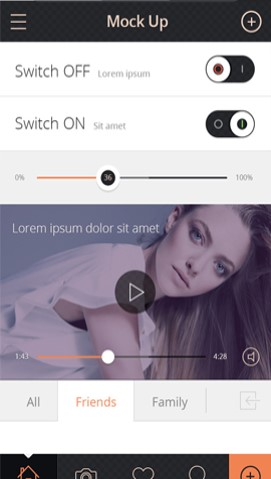 Mock Up
Switch OFF Lorem ipsum
Switch ON Sit amet
0% 36 100%
Lorem ipsum dolor sit amet
1:43 4:28
All Friends Family